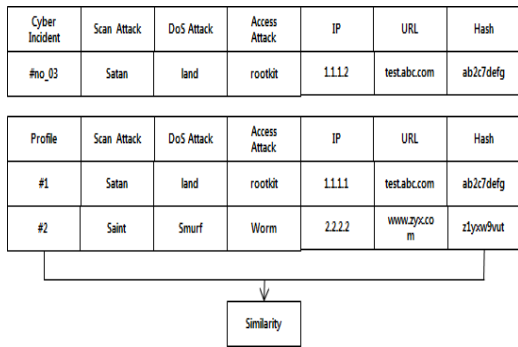 Cyber Incident Scan Attack DoS Attack Access Attack IP URL Hash
#no_03 Satan land rootkit 1.1.1.2 test.abc.com ab2c7defg
Profile Scan Attack DoS Attack Access Attack IP URL Hash
#1 Satan land rootkit 1.1.1.1 test.abc.com ab2c7defg
#2 Saint Smurf Worm 2.2.2.2 www.zyx.com z1yxw9vut
Similarity